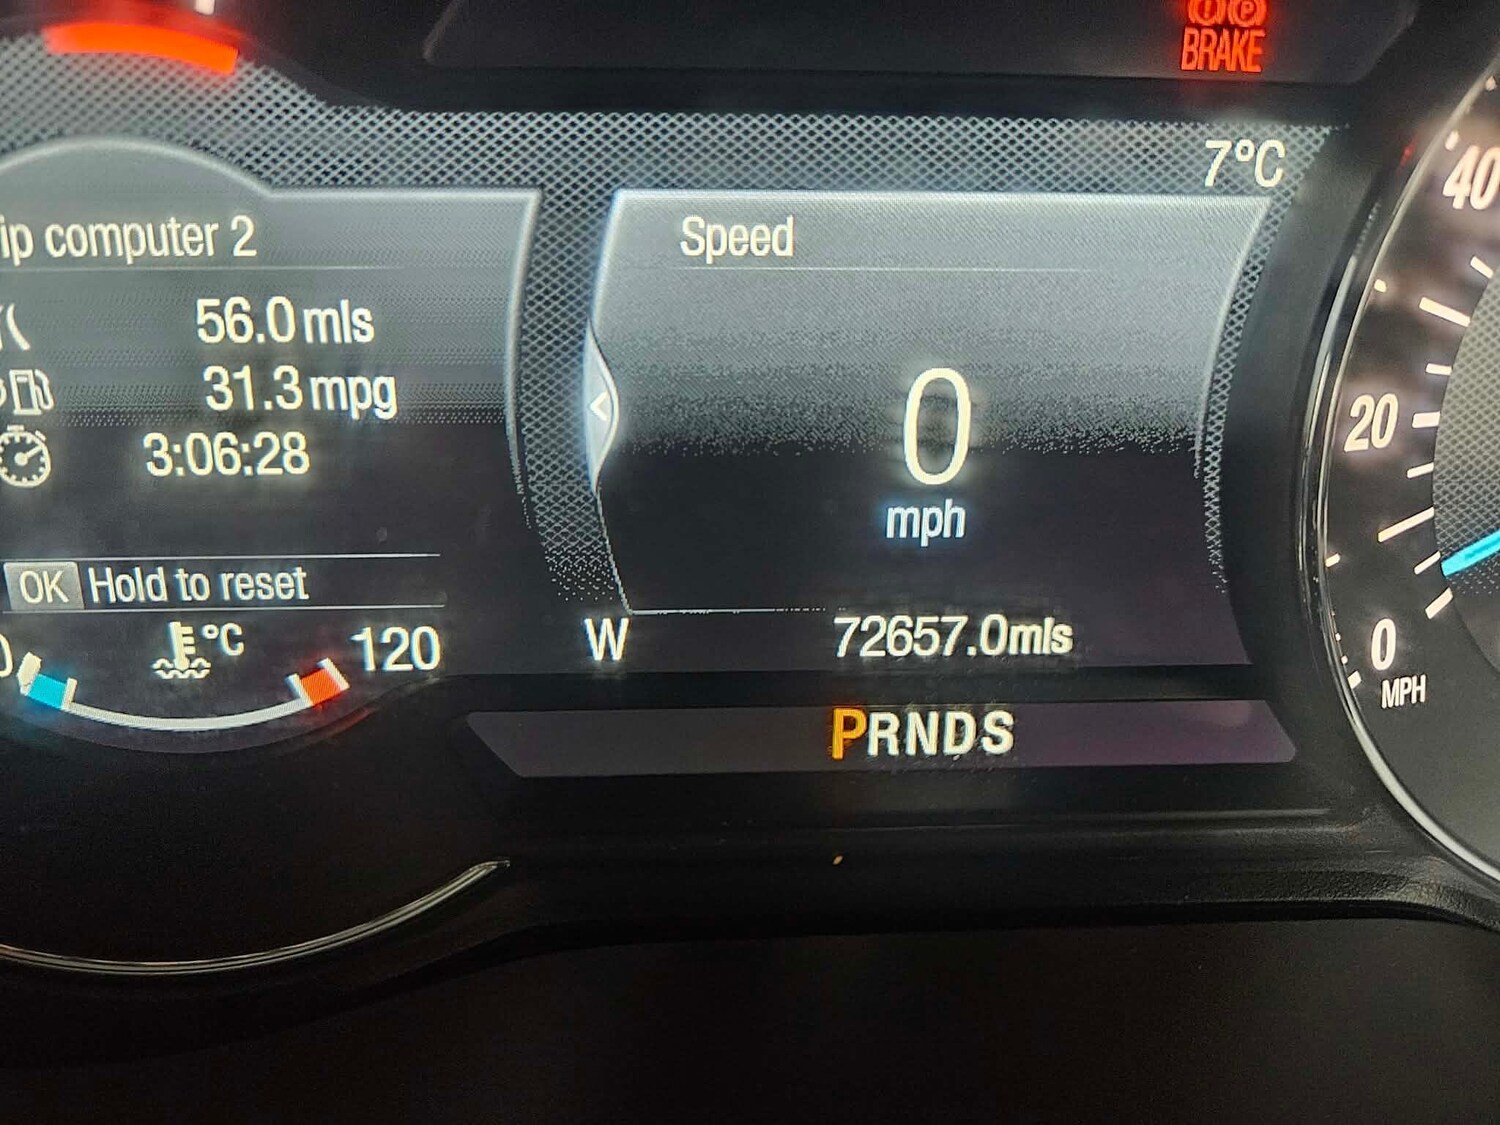 BRAKE
7°C
ip computer 2
Speed
56.0 mls
31.3 mpg
3:06:28
0
mph
OK Hold to reset
°C
120
W
72657.0mls
PRNDS
40
20
0
MPH